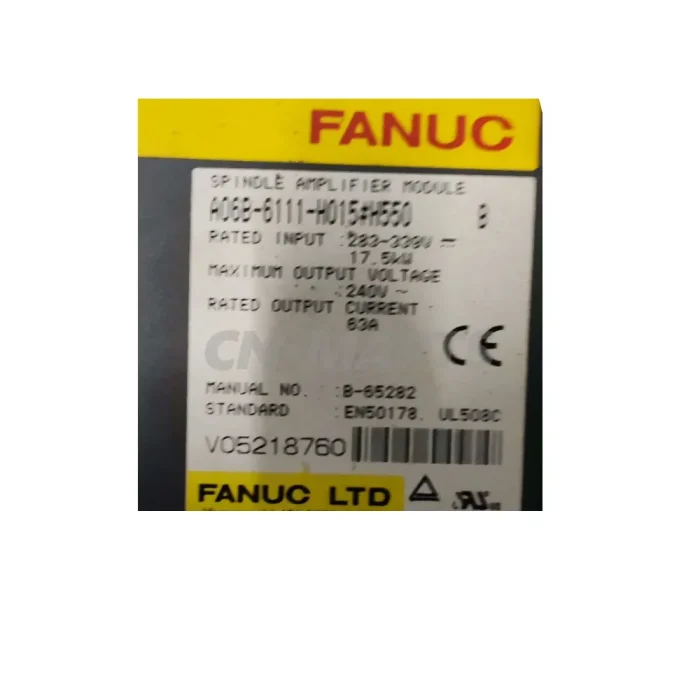 FANUC
SPINDLE AMPLIFIER MODULE
A06B-6111-H015#H550 B
RATED INPUT :283-339V
17.5kW
MAXIMUM OUTPUT VOLTAGE
:240V ~
RATED OUTPUT CURRENT
63A
CE
MANUAL NO. :B-65282
STANDARD :EN50178. UL508C
V05218760
FANUC LTD